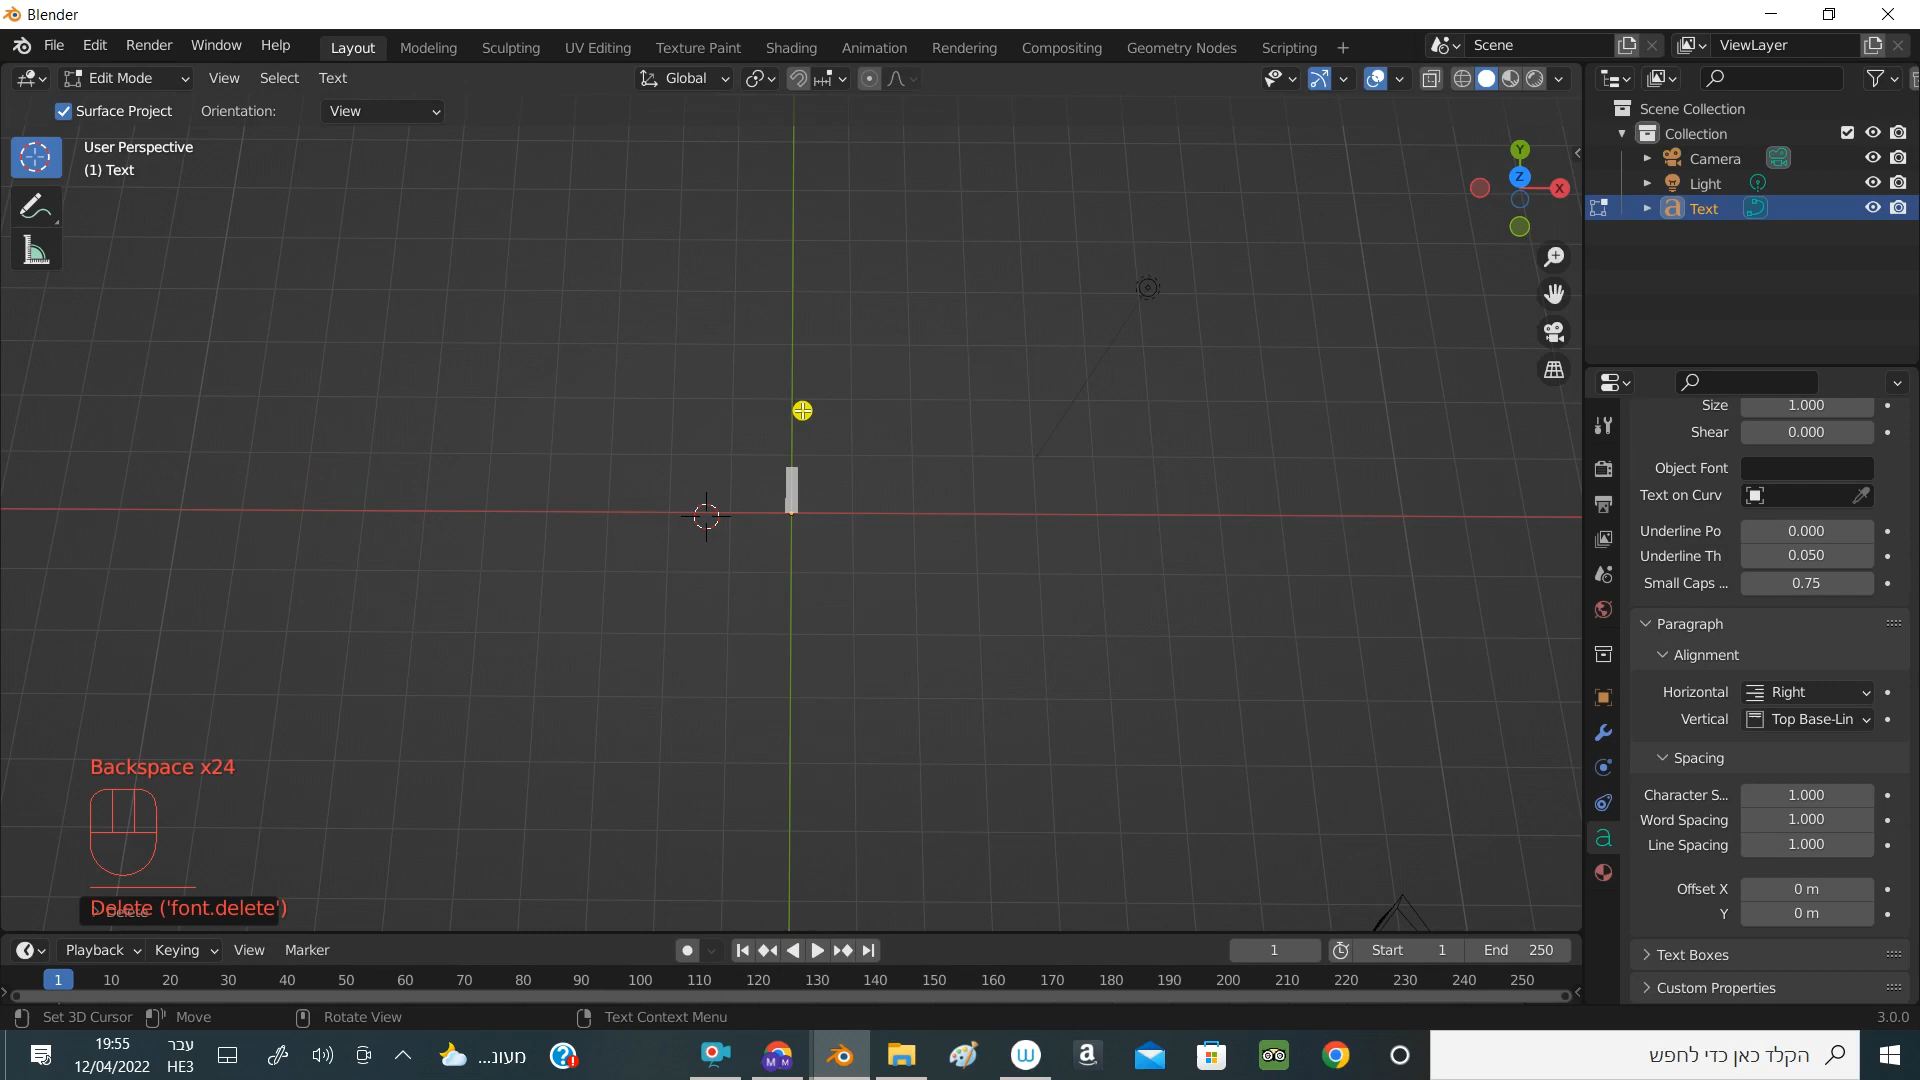 Blender
File Edit Render Window Help Layout Modeling Sculpting UV Editing Texture Paint Shading Animation Rendering Compositing Geometry Nodes Scripting + Scene ViewLayer
Edit Mode View Select Text Global
Surface Project Orientation: View
User Perspective
(1) Text
Y
Z
X
Scene Collection
Collection
Camera
Light
Text
Size 1.000
Shear 0.000
Object Font
Text on Curv
Underline Po 0.000
Underline Th 0.050
Small Caps ... 0.75
Paragraph
Alignment
Horizontal Right
Vertical Top Base-Lin
Spacing
Character S... 1.000
Word Spacing 1.000
Line Spacing 1.000
Offset X 0 m
Y 0 m
Text Boxes
Custom Properties
Backspace x24
Delete ('font.delete')
Delete
Playback Keying View Marker 1 Start 1 End 250
1 10 20 30 40 50 60 70 80 90 100 110 120 130 140 150 160 170 180 190 200 210 220 230 240 250
Set 3D Cursor Move Rotate View Text Context Menu 3.0.0
19:55
12/04/2022
עבר
HE3
מעונ...
הקלד כאן כדי לחפש